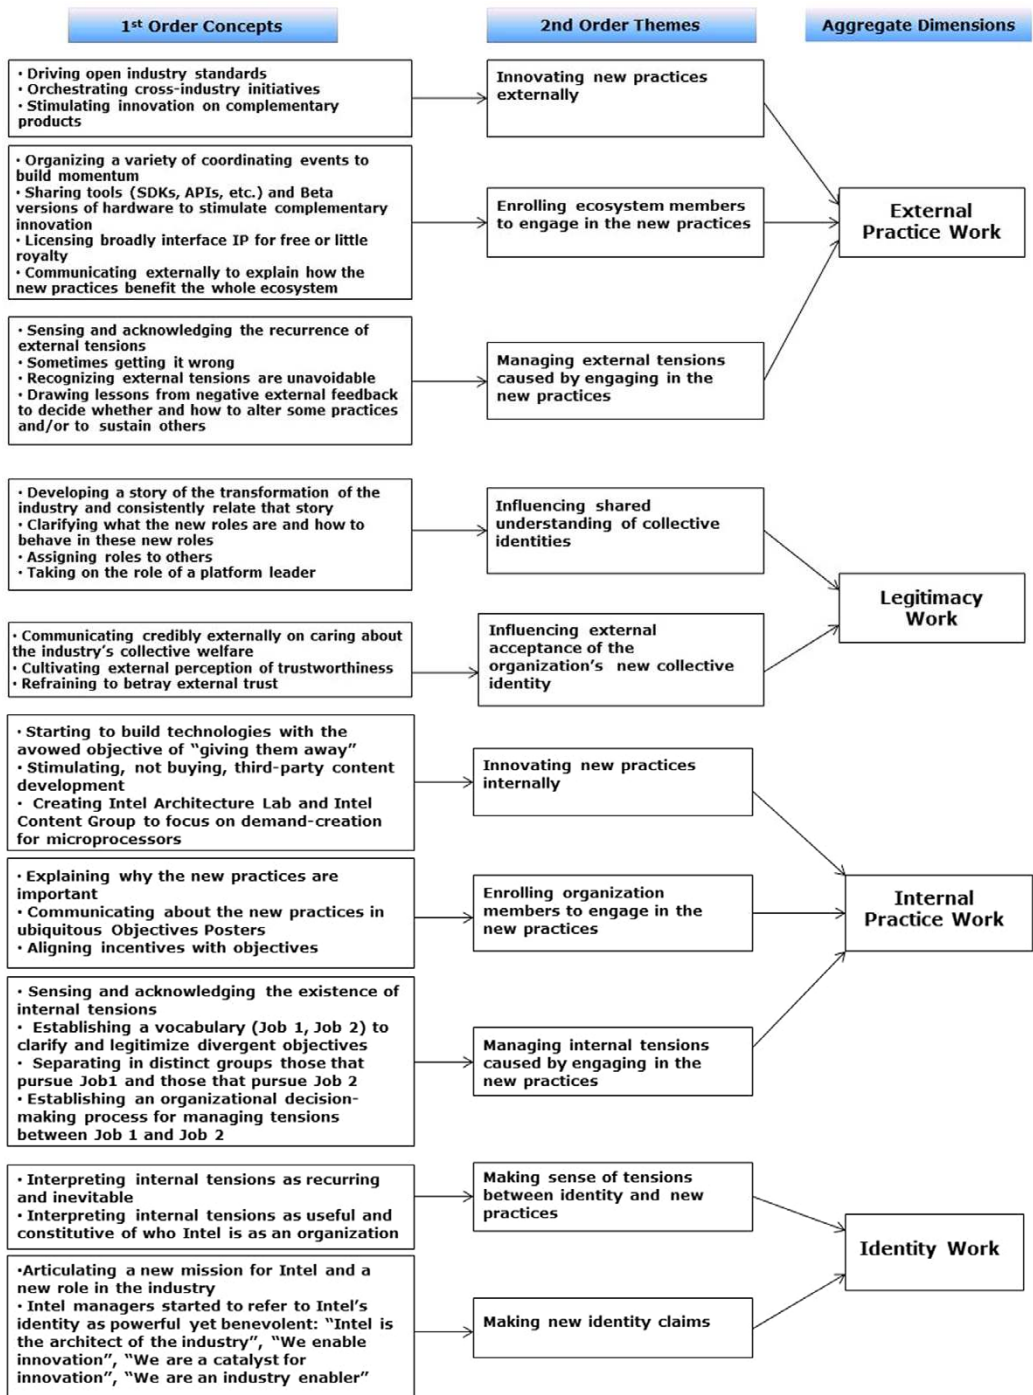 1st Order Concepts
2nd Order Themes
Aggregate Dimensions
· Driving open industry standards
· Orchestrating cross-industry initiatives
· Stimulating innovation on complementary
products
Innovating new practices
externally
· Organizing a variety of coordinating events to
build momentum
· Sharing tools (SDKs, APIs, etc.) and Beta
versions of hardware to stimulate complementary
innovation
· Licensing broadly interface IP for free or little
royalty
· Communicating externally to explain how the
new practices benefit the whole ecosystem
Enrolling ecosystem members
to engage in the new practices
External
Practice Work
· Sensing and acknowledging the recurrence of
external tensions
· Sometimes getting it wrong
· Recognizing external tensions are unavoidable
· Drawing lessons from negative external feedback
to decide whether and how to alter some practices
and/or to sustain others
Managing external tensions
caused by engaging in the
new practices
· Developing a story of the transformation of the
industry and consistently relate that story
· Clarifying what the new roles are and how to
behave in these new roles
· Assigning roles to others
· Taking on the role of a platform leader
Influencing shared
understanding of collective
identities
Legitimacy
Work
· Communicating credibly externally on caring about
the industry's collective welfare
· Cultivating external perception of trustworthiness
· Refraining to betray external trust
Influencing external
acceptance of the
organization's new collective
identity
· Starting to build technologies with the
avowed objective of "giving them away"
· Stimulating, not buying, third-party content
development
· Creating Intel Architecture Lab and Intel
Content Group to focus on demand-creation
for microprocessors
Innovating new practices
internally
· Explaining why the new practices are
important
· Communicating about the new practices in
ubiquitous Objectives Posters
· Aligning incentives with objectives
Enrolling organization
members to engage in the new
practices
Internal
Practice Work
· Sensing and acknowledging the existence of
internal tensions
· Establishing a vocabulary (Job 1, Job 2) to
clarify and legitimize divergent objectives
· Separating in distinct groups those that
pursue Job1 and those that pursue Job 2
· Establishing an organizational decision-
making process for managing tensions
between Job 1 and Job 2
Managing internal tensions
caused by engaging in the
new practices
· Interpreting internal tensions as recurring
and inevitable
· Interpreting internal tensions as useful and
constitutive of who Intel is as an organization
Making sense of tensions
between identity and new
practices
Identity Work
·Articulating a new mission for Intel and a
new role in the industry
· Intel managers started to refer to Intel's
identity as powerful yet benevolent: "Intel is
the architect of the industry", "We enable
innovation", "We are a catalyst for
innovation", "We are an industry enabler"
Making new identity claims